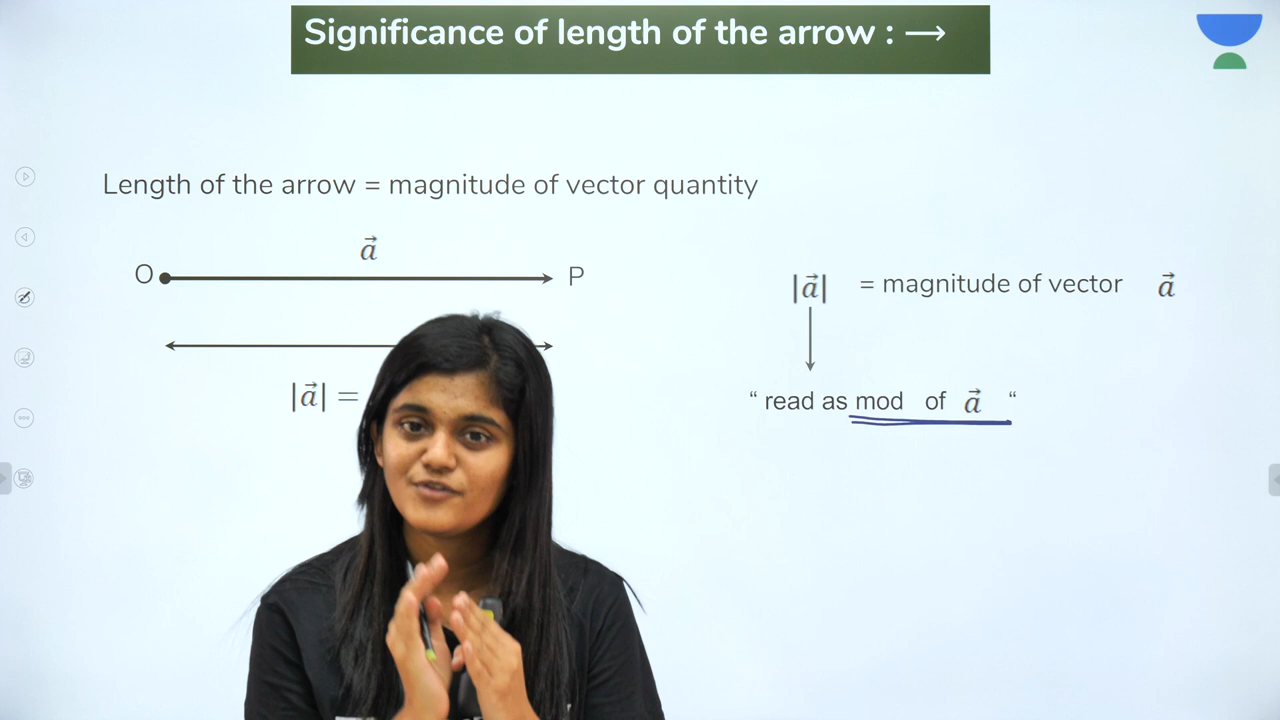 Significance of length of the arrow : →
Length of the arrow = magnitude of vector quantity
a⃗
O P
|a⃗| =
|a⃗| = magnitude of vector a⃗
“ read as mod of a⃗ “